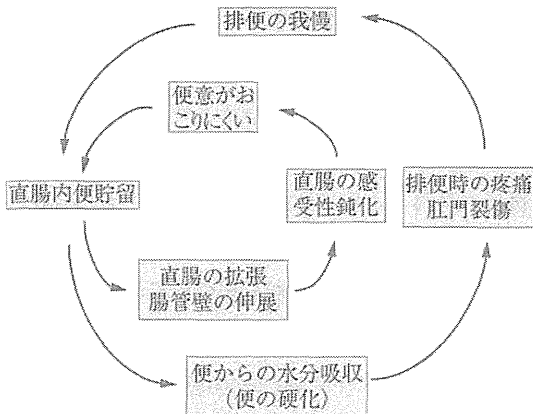 排便の我慢
便意がお
こりにくい
直腸内便貯留
直腸の感
受性鈍化
排便時の疼痛
肛門裂傷
直腸の拡張
腸管壁の伸展
便からの水分吸収
(便の硬化)